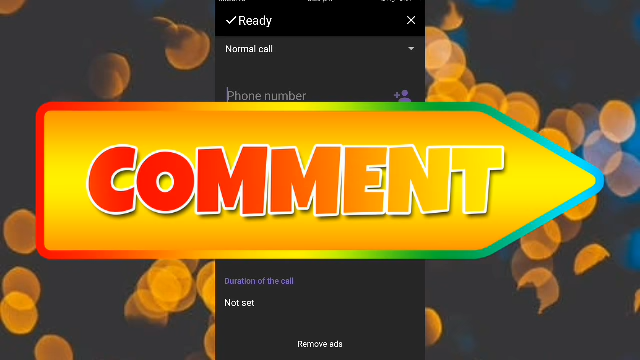 Ready
Normal call
Phone number
COMMENT
Duration of the call
Not set
Remove ads